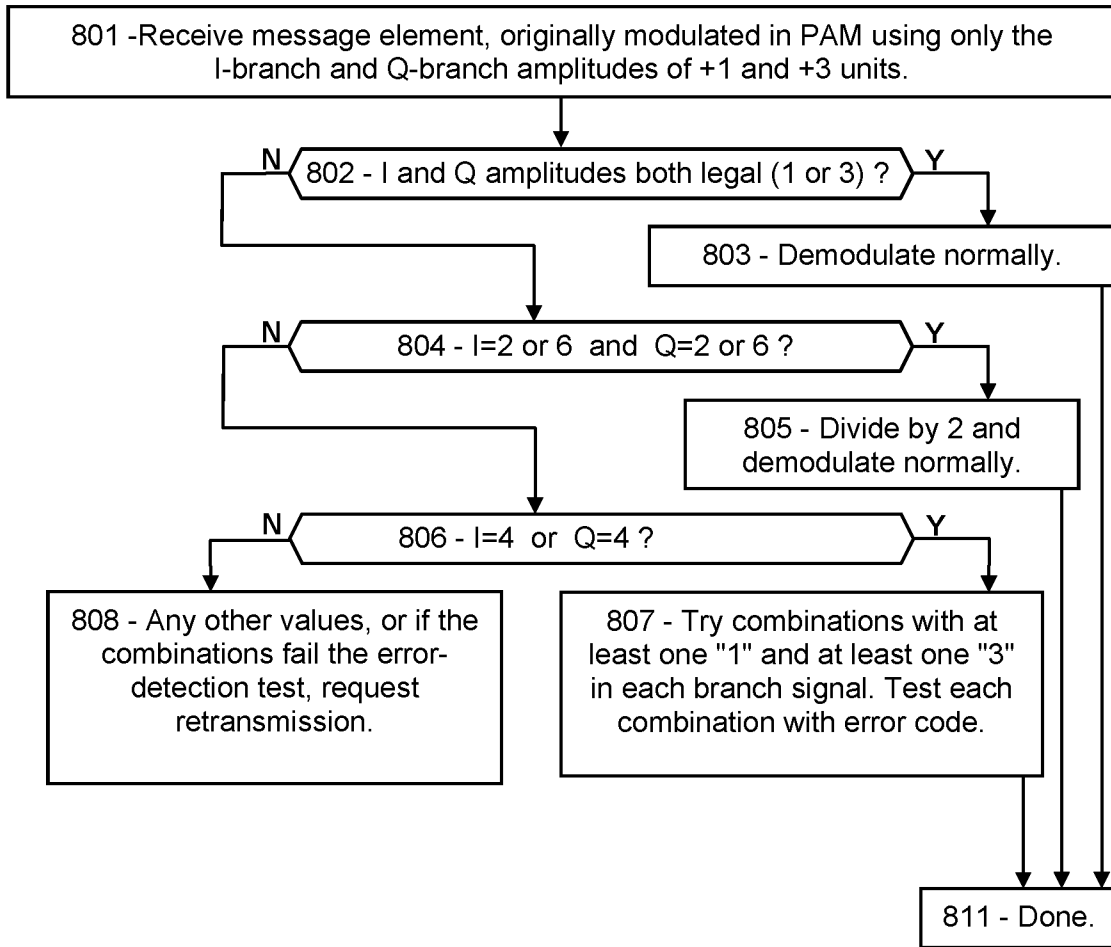 801 -Receive message element, originally modulated in PAM using only the
I-branch and Q-branch amplitudes of +1 and +3 units.
N
802 - I and Q amplitudes both legal (1 or 3) ?
Y
803 - Demodulate normally.
N
804 - I=2 or 6 and Q=2 or 6 ?
Y
805 - Divide by 2 and
demodulate normally.
N
806 - I=4 or Q=4 ?
Y
808 - Any other values, or if the
combinations fail the error-
detection test, request
retransmission.
807 - Try combinations with at
least one "1" and at least one "3"
in each branch signal. Test each
combination with error code.
811 - Done.